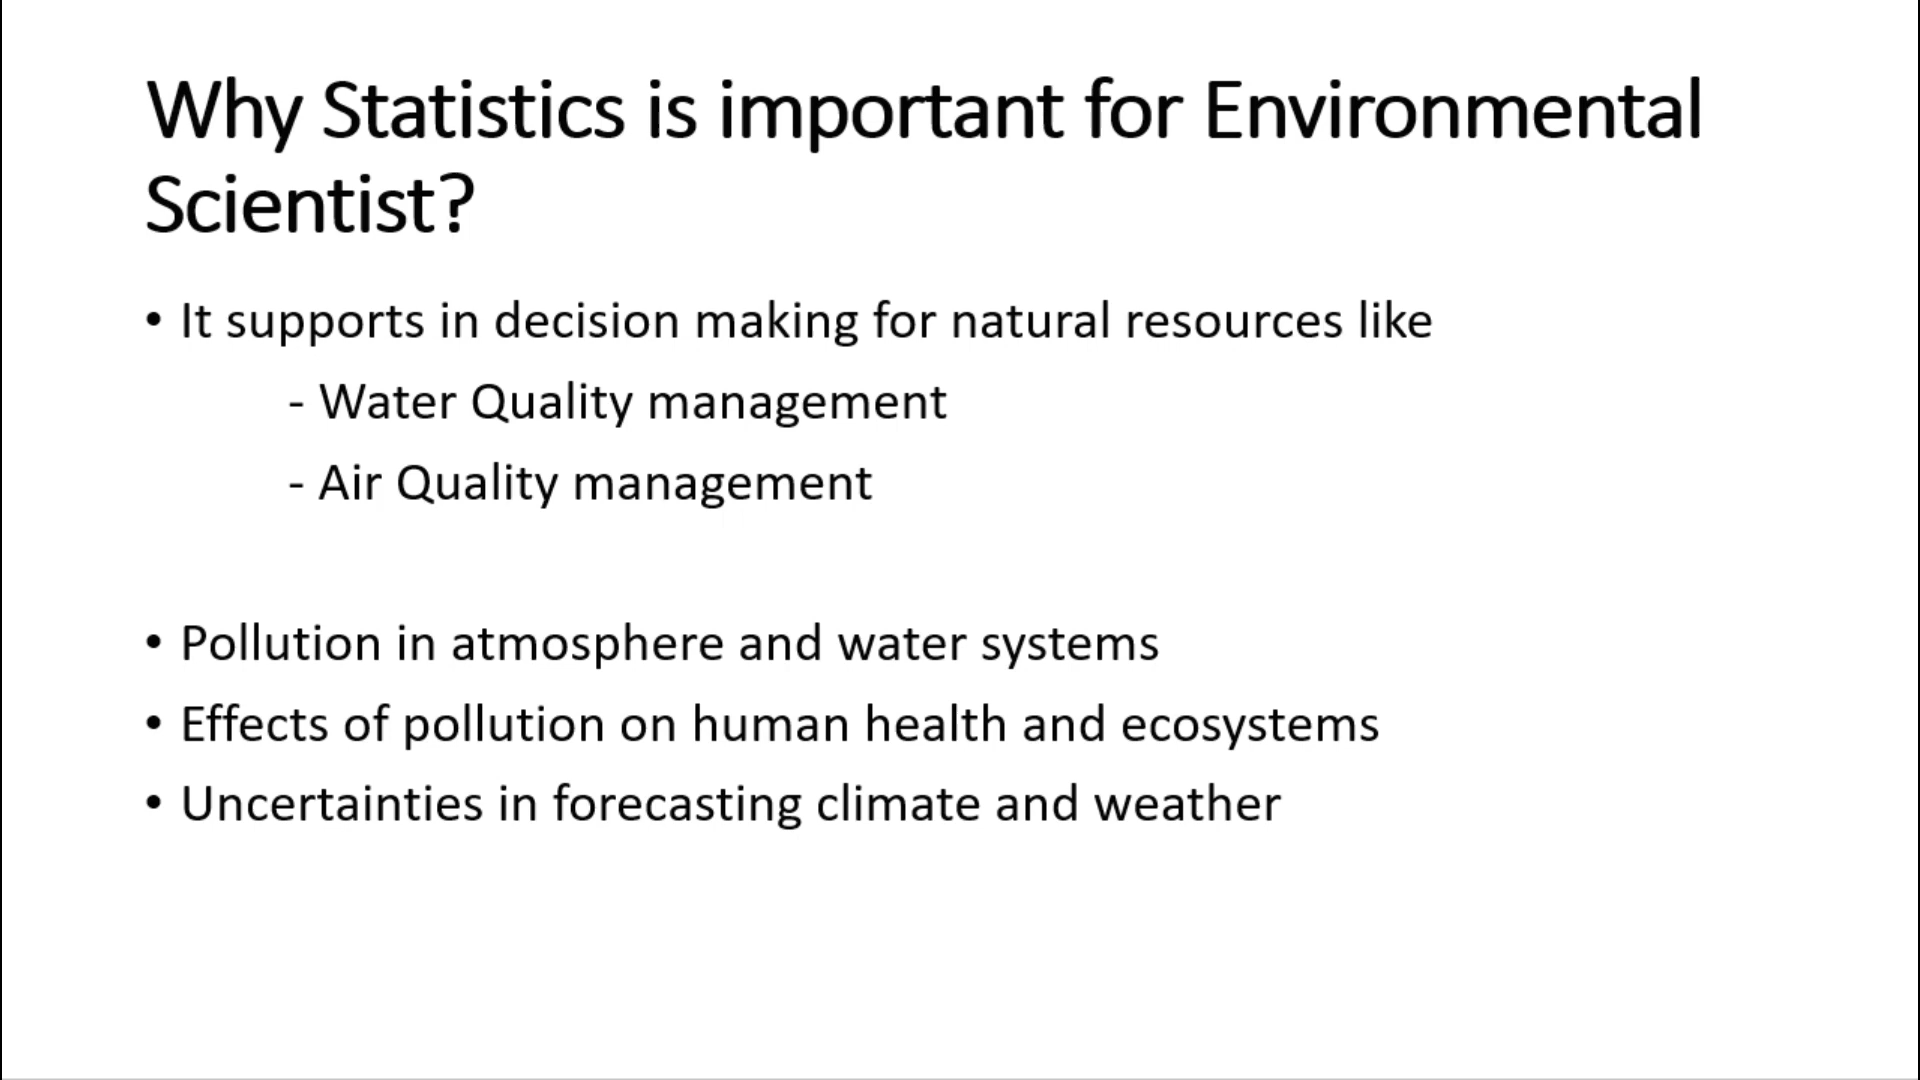 Why Statistics is important for Environmental
Scientist?
• It supports in decision making for natural resources like
- Water Quality management
- Air Quality management
• Pollution in atmosphere and water systems
• Effects of pollution on human health and ecosystems
• Uncertainties in forecasting climate and weather